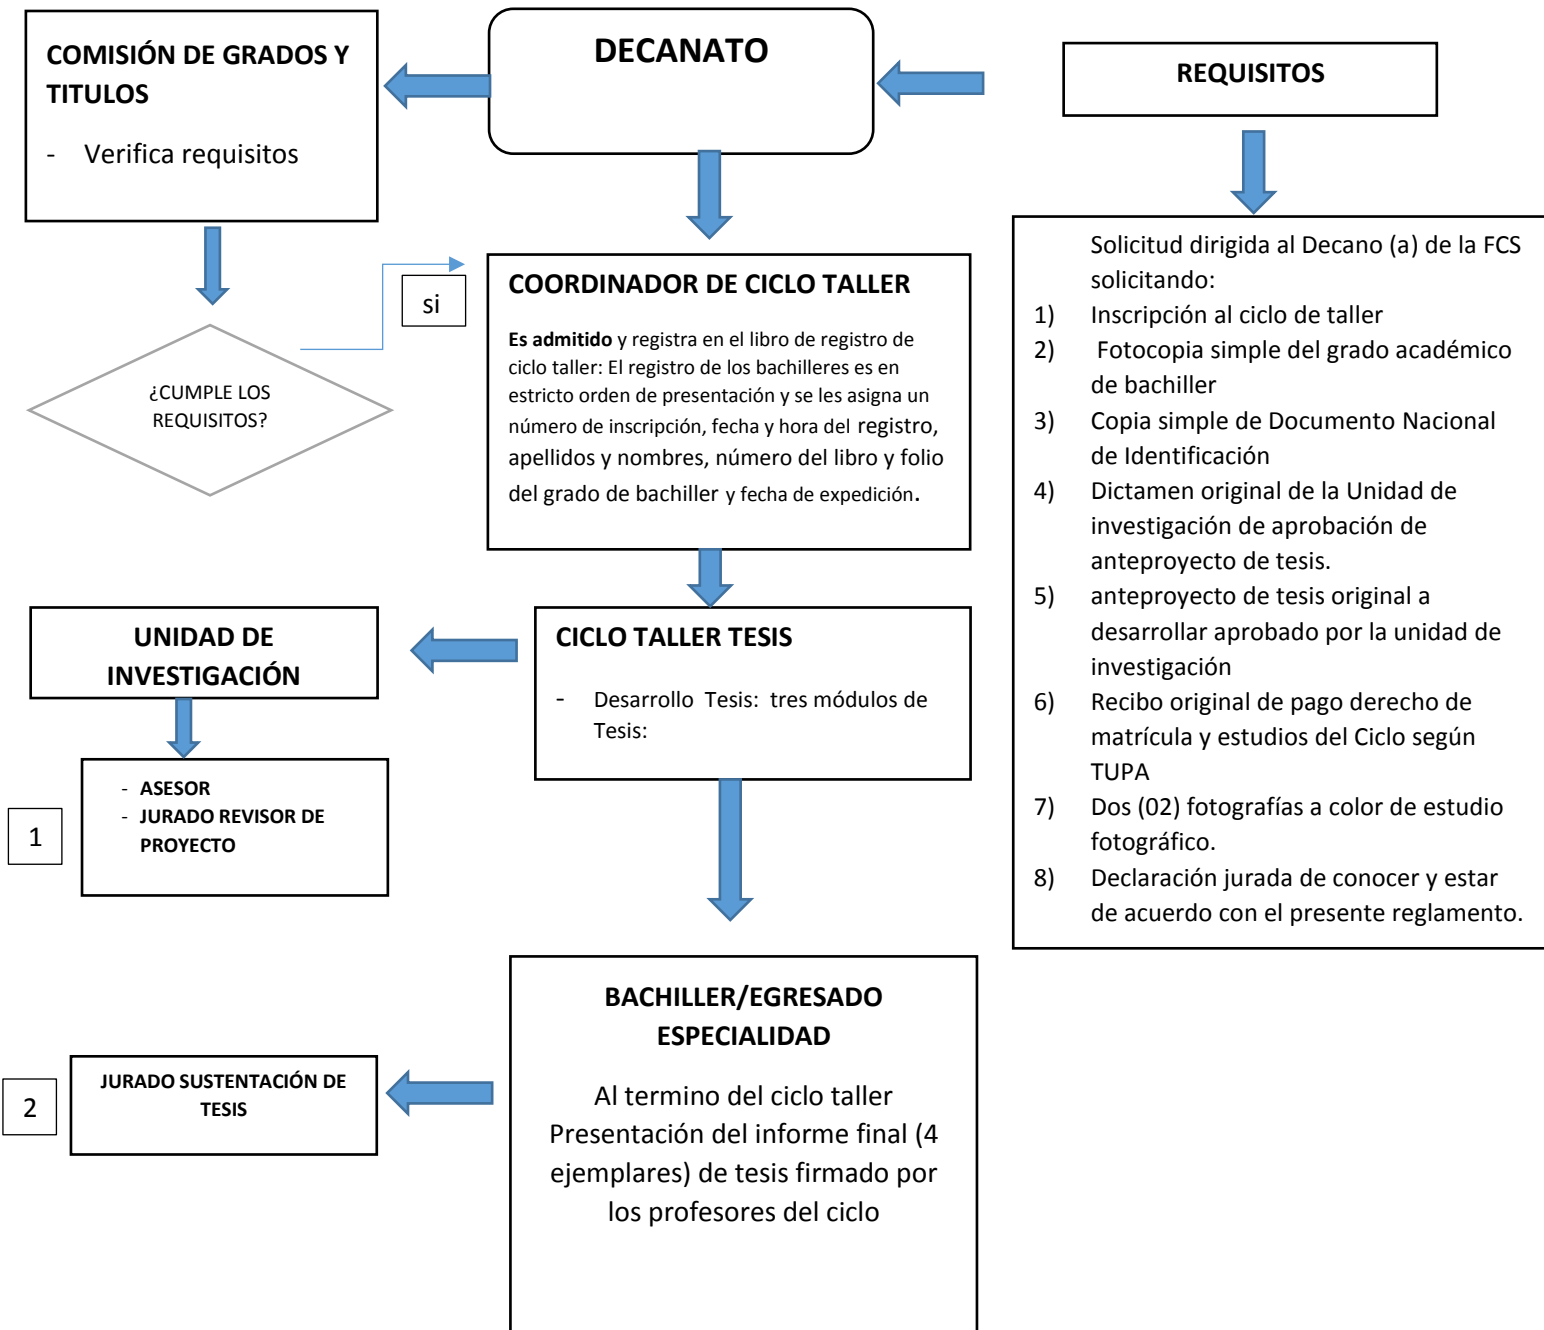 COMISIÓN DE GRADOS Y
TITULOS
- Verifica requisitos
DECANATO
REQUISITOS
si
¿CUMPLE LOS
REQUISITOS?
COORDINADOR DE CICLO TALLER
Es admitido y registra en el libro de registro de
ciclo taller: El registro de los bachilleres es en
estricto orden de presentación y se les asigna un
número de inscripción, fecha y hora del registro,
apellidos y nombres, número del libro y folio
del grado de bachiller y fecha de expedición.
Solicitud dirigida al Decano (a) de la FCS
solicitando:
1) Inscripción al ciclo de taller
2) Fotocopia simple del grado académico
de bachiller
3) Copia simple de Documento Nacional
de Identificación
4) Dictamen original de la Unidad de
investigación de aprobación de
anteproyecto de tesis.
5) anteproyecto de tesis original a
desarrollar aprobado por la unidad de
investigación
6) Recibo original de pago derecho de
matrícula y estudios del Ciclo según
TUPA
7) Dos (02) fotografías a color de estudio
fotográfico.
8) Declaración jurada de conocer y estar
de acuerdo con el presente reglamento.
UNIDAD DE
INVESTIGACIÓN
CICLO TALLER TESIS
- Desarrollo Tesis: tres módulos de
Tesis:
1
- ASESOR
- JURADO REVISOR DE
PROYECTO
BACHILLER/EGRESADO
ESPECIALIDAD
Al termino del ciclo taller
Presentación del informe final (4
ejemplares) de tesis firmado por
los profesores del ciclo
2
JURADO SUSTENTACIÓN DE
TESIS